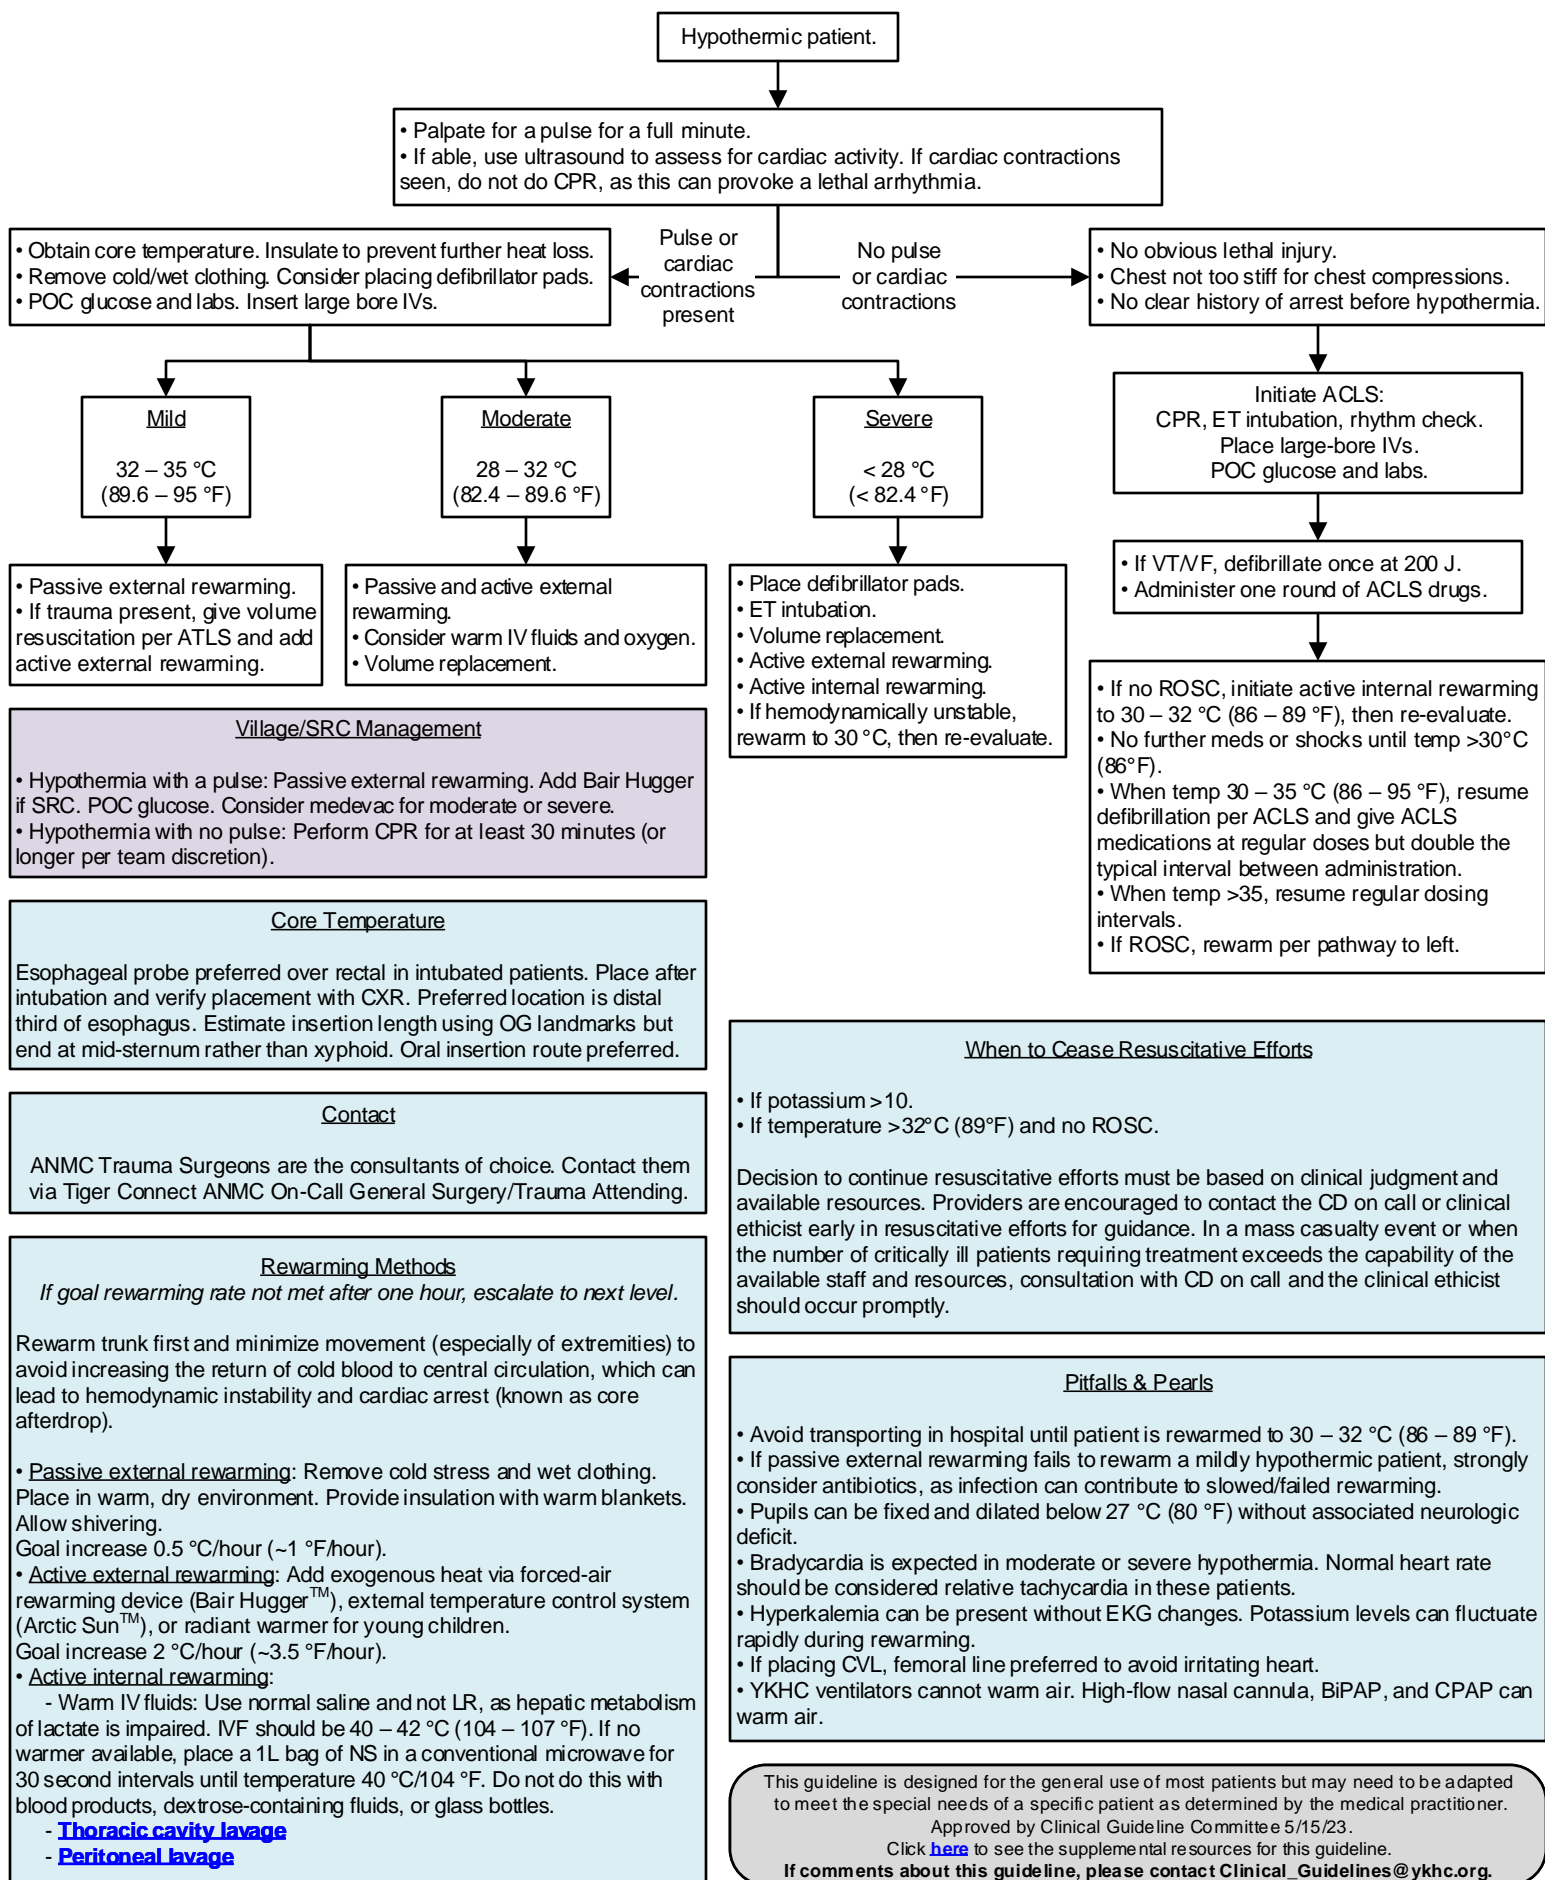 Hypothermic patient.
• Palpate for a pulse for a full minute.
• If able, use ultrasound to assess for cardiac activity. If cardiac contractions
seen, do not do CPR, as this can provoke a lethal arrhythmia.
Pulse or
cardiac
contractions
present
No pulse
or cardiac
contractions
• Obtain core temperature. Insulate to prevent further heat loss.
• Remove cold/wet clothing. Consider placing defibrillator pads.
• POC glucose and labs. Insert large bore IVs.
• No obvious lethal injury.
• Chest not too stiff for chest compressions.
• No clear history of arrest before hypothermia.
Mild
32 – 35 °C
(89.6 – 95 °F)
Moderate
28 – 32 °C
(82.4 – 89.6 °F)
Severe
< 28 °C
(< 82.4 °F)
Initiate ACLS:
CPR, ET intubation, rhythm check.
Place large-bore IVs.
POC glucose and labs.
• If VT/VF, defibrillate once at 200 J.
• Administer one round of ACLS drugs.
• Passive external rewarming.
• If trauma present, give volume
resuscitation per ATLS and add
active external rewarming.
• Passive and active external
rewarming.
• Consider warm IV fluids and oxygen.
• Volume replacement.
• Place defibrillator pads.
• ET intubation.
• Volume replacement.
• Active external rewarming.
• Active internal rewarming.
• If hemodynamically unstable,
rewarm to 30 °C, then re-evaluate.
• If no ROSC, initiate active internal rewarming
to 30 – 32 °C (86 – 89 °F), then re-evaluate.
• No further meds or shocks until temp >30°C
(86°F).
• When temp 30 – 35 °C (86 – 95 °F), resume
defibrillation per ACLS and give ACLS
medications at regular doses but double the
typical interval between administration.
• When temp >35, resume regular dosing
intervals.
• If ROSC, rewarm per pathway to left.
Village/SRC Management
• Hypothermia with a pulse: Passive external rewarming. Add Bair Hugger
if SRC. POC glucose. Consider medevac for moderate or severe.
• Hypothermia with no pulse: Perform CPR for at least 30 minutes (or
longer per team discretion).
Core Temperature
Esophageal probe preferred over rectal in intubated patients. Place after
intubation and verify placement with CXR. Preferred location is distal
third of esophagus. Estimate insertion length using OG landmarks but
end at mid-sternum rather than xyphoid. Oral insertion route preferred.
Contact
ANMC Trauma Surgeons are the consultants of choice. Contact them
via Tiger Connect ANMC On-Call General Surgery/Trauma Attending.
Rewarming Methods
If goal rewarming rate not met after one hour, escalate to next level.
Rewarm trunk first and minimize movement (especially of extremities) to
avoid increasing the return of cold blood to central circulation, which can
lead to hemodynamic instability and cardiac arrest (known as core
afterdrop).
• Passive external rewarming: Remove cold stress and wet clothing.
Place in warm, dry environment. Provide insulation with warm blankets.
Allow shivering.
Goal increase 0.5 °C/hour (~1 °F/hour).
• Active external rewarming: Add exogenous heat via forced-air
rewarming device (Bair Hugger™), external temperature control system
(Arctic Sun™), or radiant warmer for young children.
Goal increase 2 °C/hour (~3.5 °F/hour).
• Active internal rewarming:
- Warm IV fluids: Use normal saline and not LR, as hepatic metabolism
of lactate is impaired. IVF should be 40 – 42 °C (104 – 107 °F). If no
warmer available, place a 1L bag of NS in a conventional microwave for
30 second intervals until temperature 40 °C/104 °F. Do not do this with
blood products, dextrose-containing fluids, or glass bottles.
- Thoracic cavity lavage
- Peritoneal lavage
When to Cease Resuscitative Efforts
• If potassium >10.
• If temperature >32°C (89°F) and no ROSC.
Decision to continue resuscitative efforts must be based on clinical judgment and
available resources. Providers are encouraged to contact the CD on call or clinical
ethicist early in resuscitative efforts for guidance. In a mass casualty event or when
the number of critically ill patients requiring treatment exceeds the capability of the
available staff and resources, consultation with CD on call and the clinical ethicist
should occur promptly.
Pitfalls & Pearls
• Avoid transporting in hospital until patient is rewarmed to 30 – 32 °C (86 – 89 °F).
• If passive external rewarming fails to rewarm a mildly hypothermic patient, strongly
consider antibiotics, as infection can contribute to slowed/failed rewarming.
• Pupils can be fixed and dilated below 27 °C (80 °F) without associated neurologic
deficit.
• Bradycardia is expected in moderate or severe hypothermia. Normal heart rate
should be considered relative tachycardia in these patients.
• Hyperkalemia can be present without EKG changes. Potassium levels can fluctuate
rapidly during rewarming.
• If placing CVL, femoral line preferred to avoid irritating heart.
• YKHC ventilators cannot warm air. High-flow nasal cannula, BiPAP, and CPAP can
warm air.
This guideline is designed for the general use of most patients but may need to be adapted
to meet the special needs of a specific patient as determined by the medical practitioner.
Approved by Clinical Guideline Committee 5/15/23.
Click here to see the supplemental resources for this guideline.
If comments about this guideline, please contact Clinical_Guidelines@ykhc.org.